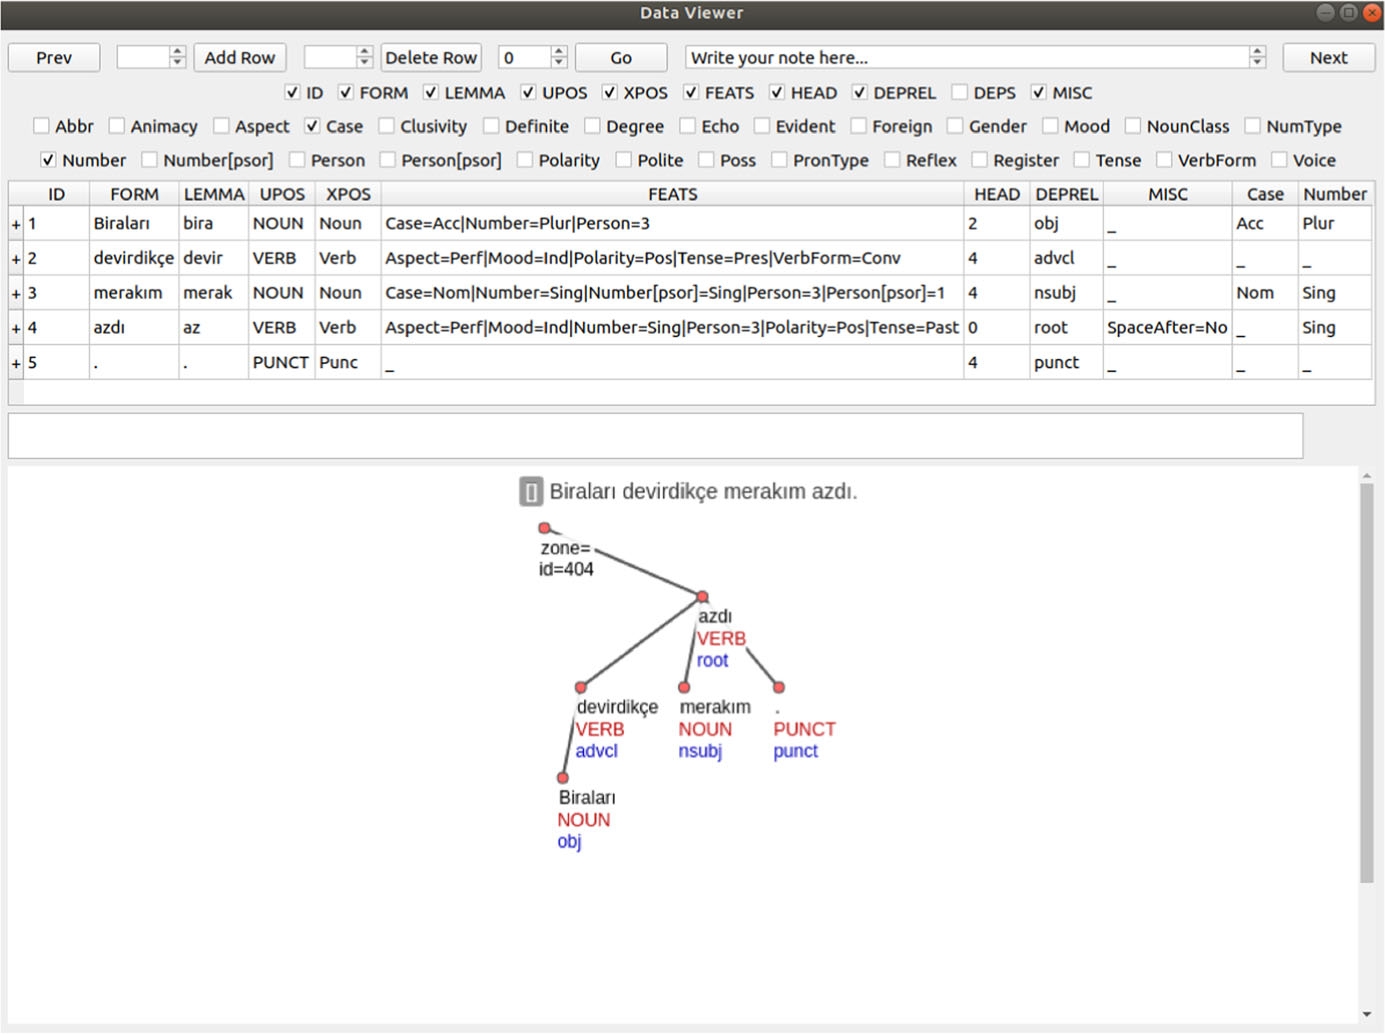 Data Viewer
Prev Add Row Delete Row 0 Go Write your note here... Next
ID FORM LEMMA UPOS XPOS FEATS HEAD DEPREL DEPS MISC
Abbr Animacy Aspect Case Clusivity Definite Degree Echo Evident Foreign Gender Mood NounClass NumType
Number Number[psor] Person Person[psor] Polarity Polite Poss PronType Reflex Register Tense VerbForm Voice
ID FORM LEMMA UPOS XPOS FEATS HEAD DEPREL MISC Case Number
+ 1 Biraları bira NOUN Noun Case=Acc|Number=Plur|Person=3 2 obj _ Acc Plur
+ 2 devirdikçe devir VERB Verb Aspect=Perf|Mood=Ind|Polarity=Pos|Tense=Pres|VerbForm=Conv 4 advcl _ _ _
+ 3 merakım merak NOUN Noun Case=Nom|Number=Sing|Number[psor]=Sing|Person=3|Person[psor]=1 4 nsubj _ Nom Sing
+ 4 azdı az VERB Verb Aspect=Perf|Mood=Ind|Number=Sing|Person=3|Polarity=Pos|Tense=Past 0 root SpaceAfter=No _ Sing
+ 5 . . PUNCT Punc _ 4 punct _ _ _
[] Biraları devirdikçe merakım azdı.
zone=
id=404
azdı
VERB
root
devirdikçe merakım .
VERB NOUN PUNCT
advcl nsubj punct
Biraları
NOUN
obj